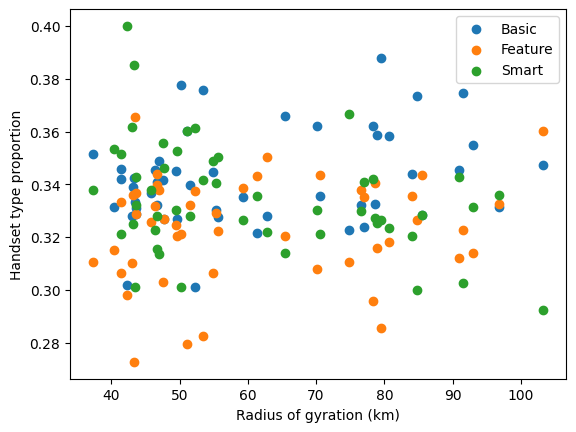 Basic
Feature
Smart
Handset type proportion
0.40
0.38
0.36
0.34
0.32
0.30
0.28
40 50 60 70 80 90 100
Radius of gyration (km)